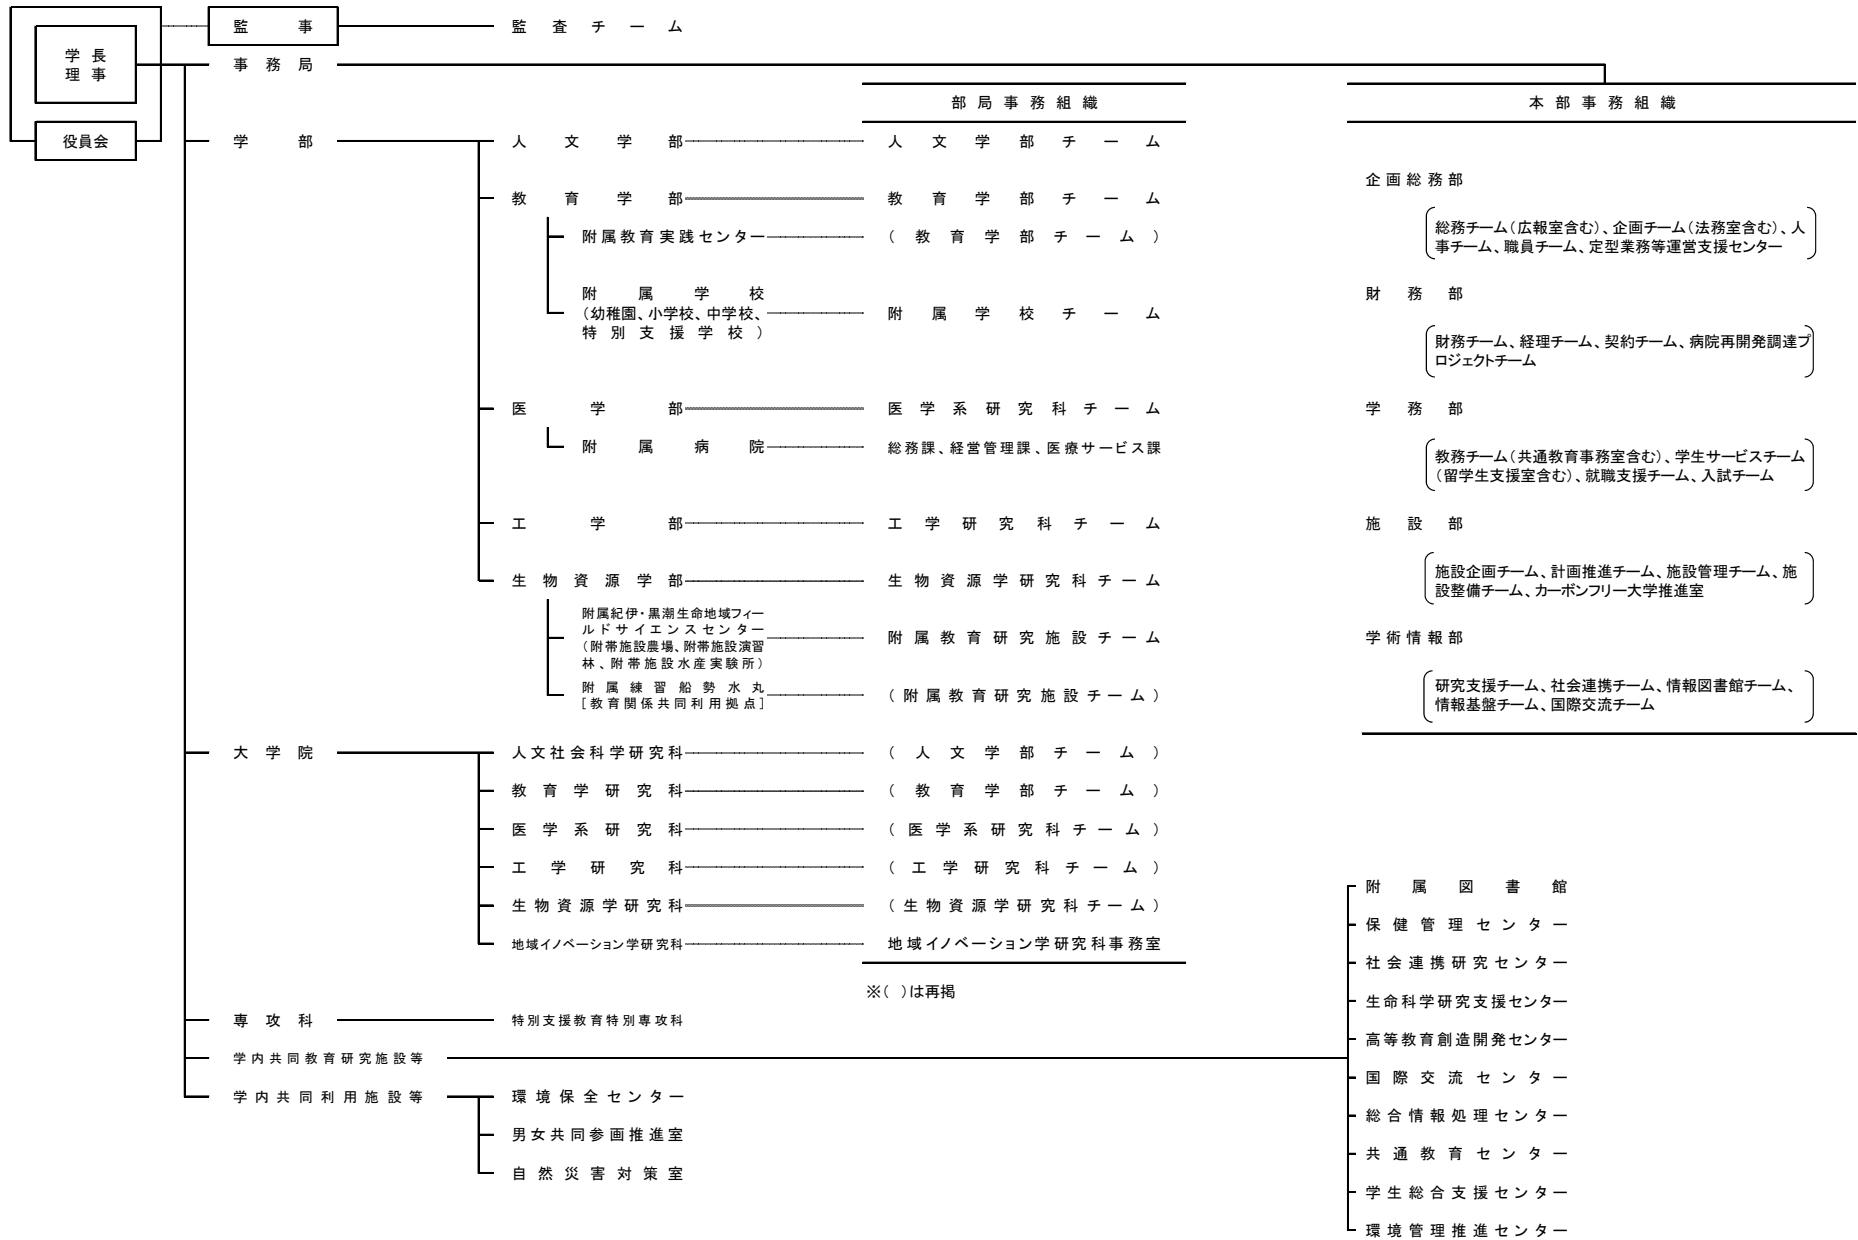 監事
監査チーム
学長
理事
事務局
部局事務組織
本部事務組織
役員会
学部
人文学部
人文学部チーム
教育学部
教育学部チーム
附属教育実践センター
(教育学部チーム)
附属学校
(幼稚園、小学校、中学校、
特別支援学校)
附属学校チーム
医学部
医学系研究科チーム
附属病院
総務課、経営管理課、医療サービス課
工学部
工学研究科チーム
生物資源学部
生物資源学研究科チーム
附属紀伊・黒潮生命地域フィー
ルドサイエンスセンター
(附帯施設農場、附帯施設演習
林、附帯施設水産実験所)
附属教育研究施設チーム
附属練習船勢水丸
[教育関係共同利用拠点]
(附属教育研究施設チーム)
企画総務部
総務チーム(広報室含む)、企画チーム(法務室含む)、人
事チーム、職員チーム、定型業務等運営支援センター
財務部
財務チーム、経理チーム、契約チーム、病院再開発調達プ
ロジェクトチーム
学務部
教務チーム(共通教育事務室含む)、学生サービスチーム
(留学生支援室含む)、就職支援チーム、入試チーム
施設部
施設企画チーム、計画推進チーム、施設管理チーム、施
設整備チーム、カーボンフリー大学推進室
学術情報部
研究支援チーム、社会連携チーム、情報図書館チーム、
情報基盤チーム、国際交流チーム
大学院
人文社会科学研究科
(人文学部チーム)
教育学研究科
(教育学部チーム)
医学系研究科
(医学系研究科チーム)
工学研究科
(工学研究科チーム)
生物資源学研究科
(生物資源学研究科チーム)
地域イノベーション学研究科
地域イノベーション学研究科事務室
※( )は再掲
専攻科
特別支援教育特別専攻科
学内共同教育研究施設等
附属図書館
保健管理センター
社会連携研究センター
生命科学研究支援センター
高等教育創造開発センター
国際交流センター
総合情報処理センター
共通教育センター
学生総合支援センター
環境管理推進センター
学内共同利用施設等
環境保全センター
男女共同参画推進室
自然災害対策室